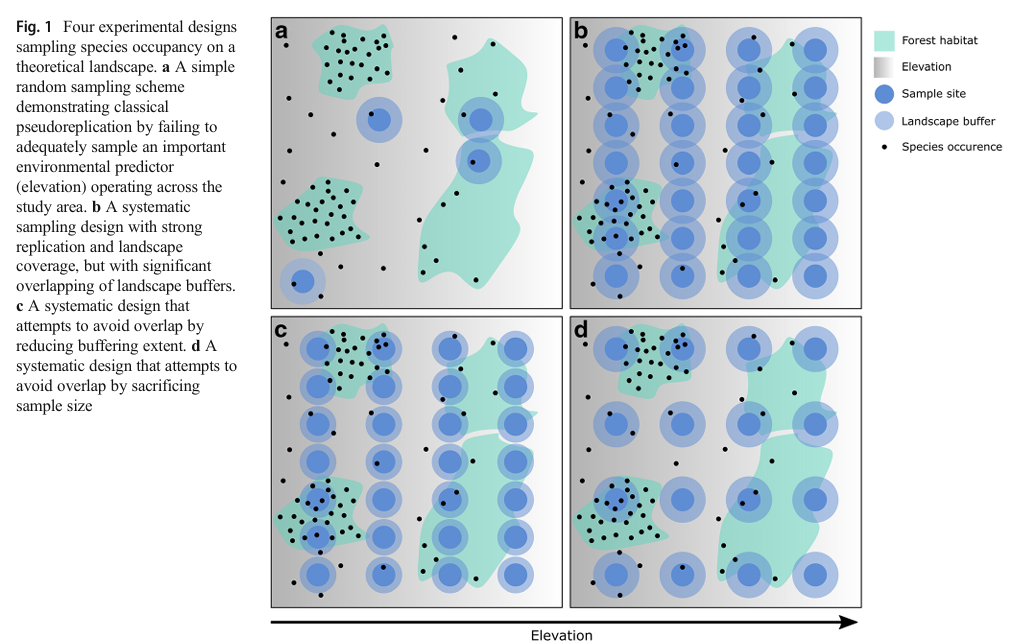 Fig. 1 Four experimental designs
sampling species occupancy on a
theoretical landscape. a A simple
random sampling scheme
demonstrating classical
pseudoreplication by failing to
adequately sample an important
environmental predictor
(elevation) operating across the
study area. b A systematic
sampling design with strong
replication and landscape
coverage, but with significant
overlapping of landscape buffers.
c A systematic design that
attempts to avoid overlap by
reducing buffering extent. d A
systematic design that attempts to
avoid overlap by sacrificing
sample size
a
b
c
d
Forest habitat
Elevation
Sample site
Landscape buffer
Species occurence
Elevation